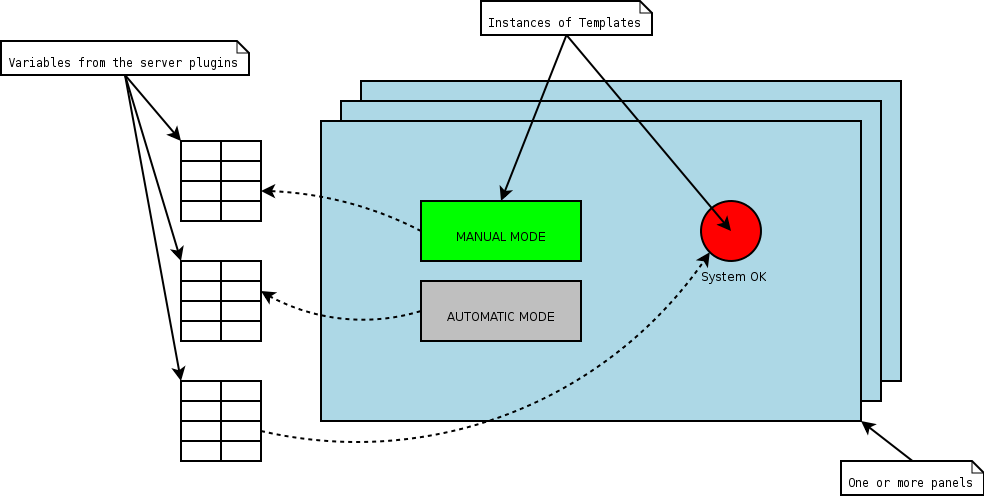 Instances of Templates
Variables from the server plugins
MANUAL MODE
System OK
AUTOMATIC MODE
One or more panels